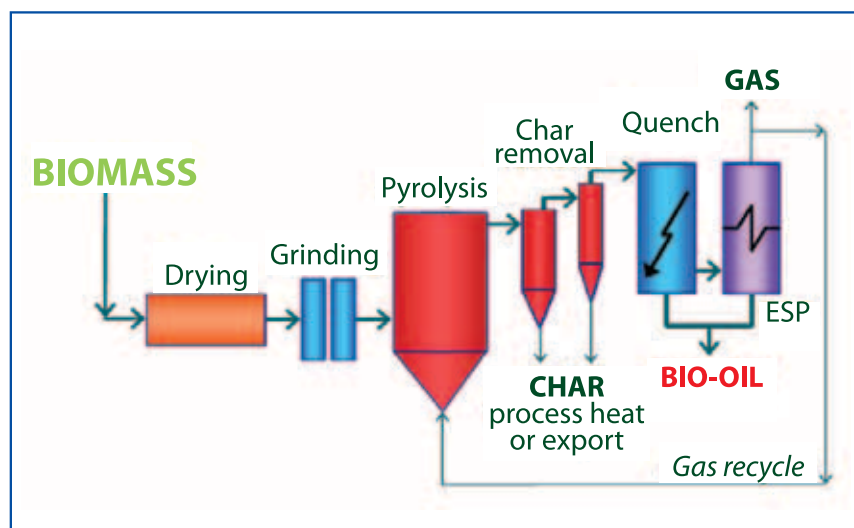 GAS
Char
removal
Quench
BIOMASS
Pyrolysis
Grinding
Drying
ESP
CHAR
process heat
or export
BIO-OIL
Gas recycle